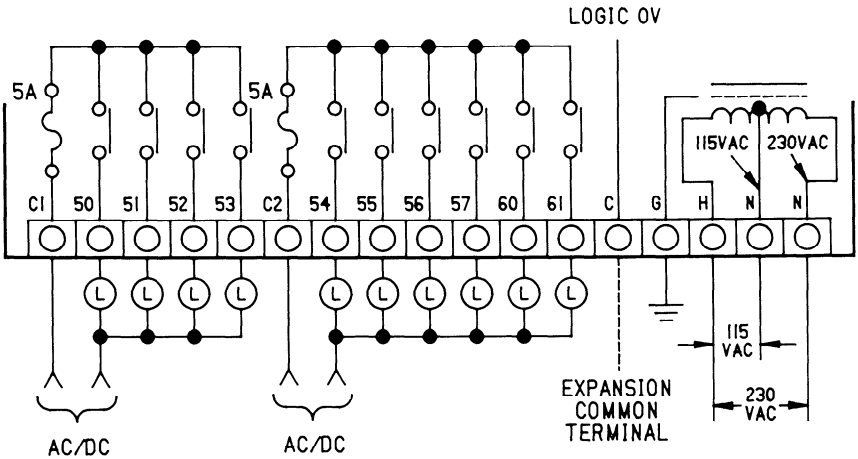 LOGIC 0V
5A
5A
115VAC 230VAC
C1 50 51 52 53 C2 54 55 56 57 60 61 C G H N N
L L L L L L L L L L
115
VAC
EXPANSION
COMMON
TERMINAL
230
VAC
AC/DC
AC/DC